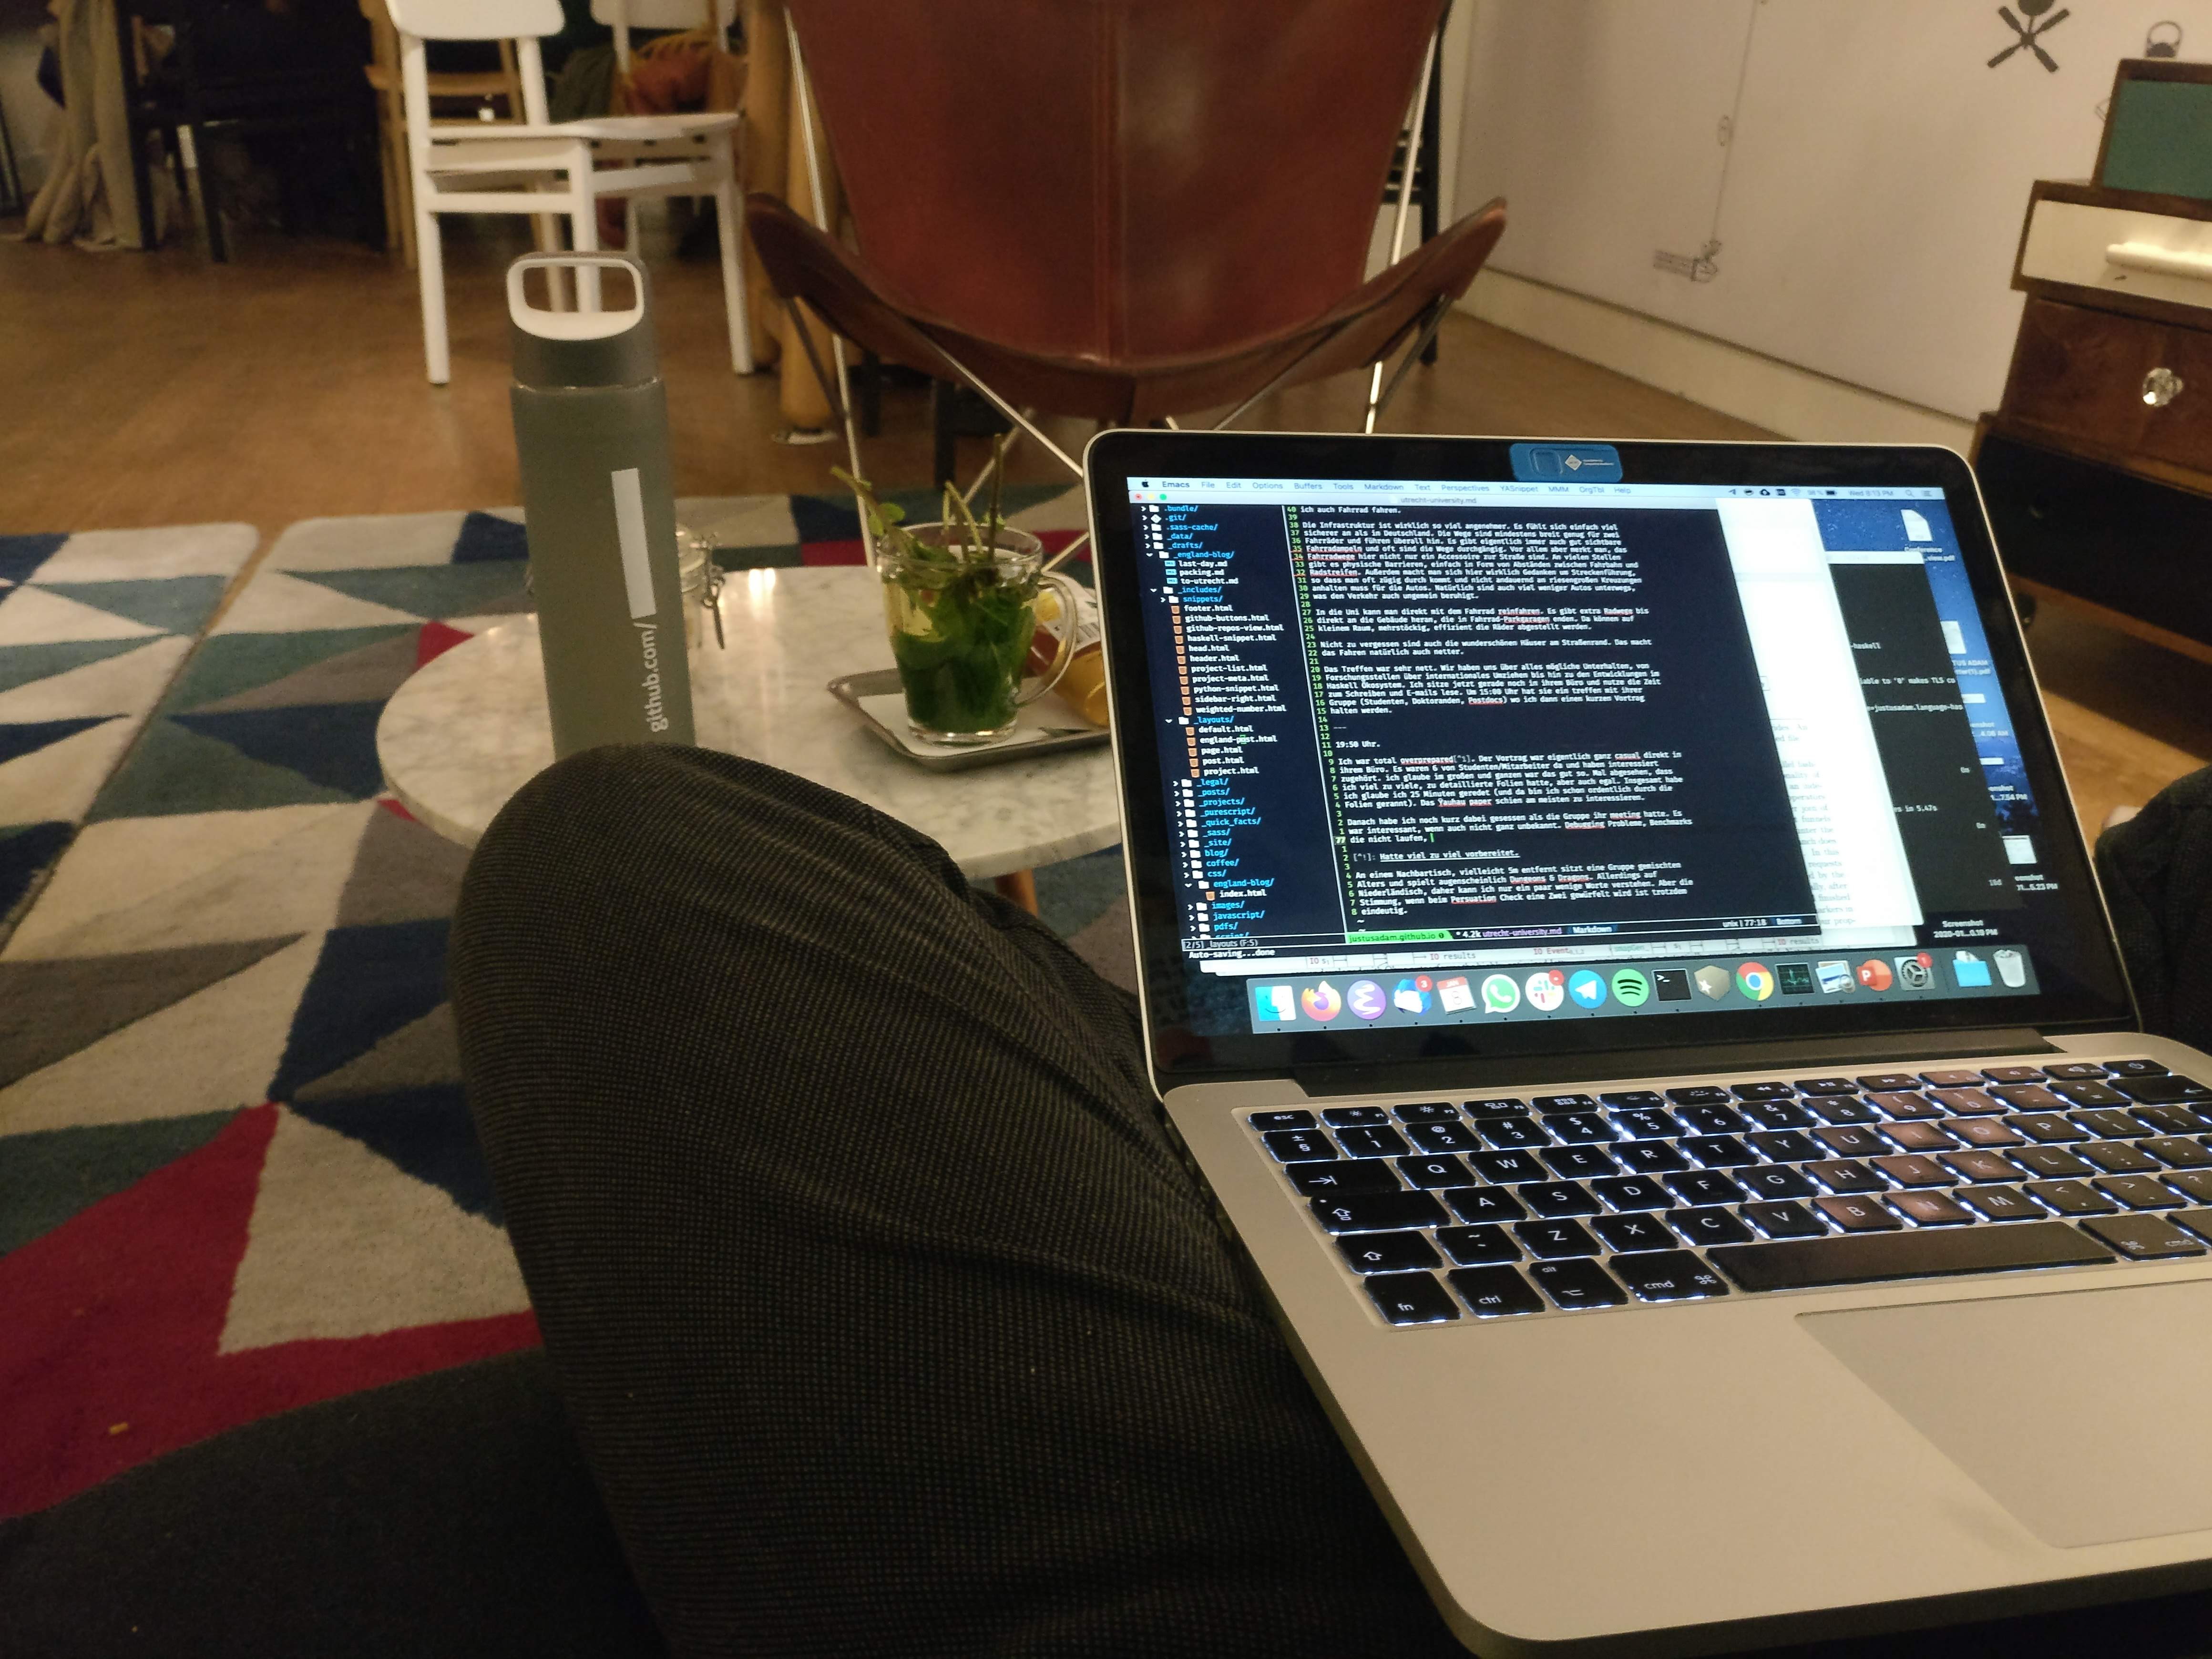 github.com/
Emacs File Edit Options Buffers Tools Markdown Text Perspectives YASnippet MMM OrgTbl Help
utrecht-university.md
.bundle/
.git/
.sass-cache/
_data/
_drafts/
_england-blog/
last-day.md
packing.md
to-utrecht.md
_includes/
snippets/
footer.html
github-buttons.html
github-repos-view.html
haskell-snippet.html
head.html
header.html
project-list.html
project-meta.html
python-snippet.html
sidebar-right.html
weighted-number.html
_layouts/
default.html
england-post.html
page.html
post.html
project.html
_legal/
_posts/
_projects/
_purescript/
_quick_facts/
_sass/
_site/
blog/
coffee/
css/
england-blog/
index.html
images/
javascript/
pdfs/
[2/5] _layouts (F:5)
Auto-saving...done
40 ich auch Fahrrad fahren.
39
38 Die Infrastruktur ist wirklich so viel angenehmer. Es fühlt sich einfach viel
37 sicherer an als in Deutschland. Die Wege sind mindestens breit genug für zwei
36 Fahrräder und führen überall hin. Es gibt eigentlich immer auch gut sichtbare
35 Fahrradampeln und oft sind die Wege durchgängig. Vor allem aber merkt man, das
34 Fahrradwege hier nicht nur ein Accessoire zur Straße sind. An vielen Stellen
33 gibt es physische Barrieren, einfach in Form von Abständen zwischen Fahrbahn und
32 Radstreifen. Außerdem macht man sich hier wirklich Gedanken um Streckenführung,
31 so dass man oft zügig durch kommt und nicht andauernd an riesengroßen Kreuzungen
30 anhalten muss für die Autos. Natürlich sind auch viel weniger Autos unterwegs,
29 was den Verkehr auch ungemein beruhigt.
28
27 In die Uni kann man direkt mit dem Fahrrad reinfahren. Es gibt extra Radwege bis
26 direkt an die Gebäude heran, die in Fahrrad-Parkgaragen enden. Da können auf
25 kleinem Raum, mehrstöckig, effizient die Räder abgestellt werden.
24
23 Nicht zu vergessen sind auch die wunderschönen Häuser am Straßenrand. Das macht
22 das Fahren natürlich auch netter.
21
20 Das Treffen war sehr nett. Wir haben uns über alles mögliche Unterhalten, von
19 Forschungsstellen über internationales Umziehen bis hin zu den Entwicklungen im
18 Haskell Ökosystem. Ich sitze jetzt gerade noch in ihrem Büro und nutze die Zeit
17 zum Schreiben und E-mails lese. Um 15:00 Uhr hat sie ein treffen mit ihrer
16 Gruppe (Studenten, Doktoranden, Postdocs) wo ich dann einen kurzen Vortrag
15 halten werden.
14
13 ---
12
11 19:50 Uhr.
10
9 Ich war total overprepared[^1]. Der Vortrag war eigentlich ganz casual direkt in
8 ihrem Büro. Es waren 6 von Studenten/Mitarbeiter da und haben interessiert
7 zugehört. ich glaube im großen und ganzen war das gut so. Mal abgesehen, dass
6 ich viel zu viele, zu detaillierte Folien hatte, aber auch egal. Insgesamt habe
5 ich glaube ich 25 Minuten geredet (und da bin ich schon ordentlich durch die
4 Folien gerannt). Das Yauhau paper schien am meisten zu interessieren.
3
2 Danach habe ich noch kurz dabei gesessen als die Gruppe ihr meeting hatte. Es
1 war interessant, wenn auch nicht ganz unbekannt. Debugging Probleme, Benchmarks
77 die nicht laufen,
1
2 [^1]: Hatte viel zu viel vorbereitet.
3
4 An einem Nachbartisch, vielleicht 5m entfernt sitzt eine Gruppe gemischten
5 Alters und spielt augenscheinlich Dungeons & Dragons. Allerdings auf
6 Niederländisch, daher kann ich nur ein paar wenige Worte verstehen. Aber die
7 Stimmung, wenn beim Persuation Check eine Zwei gewürfelt wird ist trotzdem
8 eindeutig.
justusadam.github.io * 4.2k utrecht-university.md Markdown unix | 77:18 Bottom
10 results
10 results
Screenshot
esc
1 2 3 4 5 6 7 8 9
Q W E R T Y U I O P
A S D F G H J K L
Z X C V B N M
fn ctrl alt cmd cmd